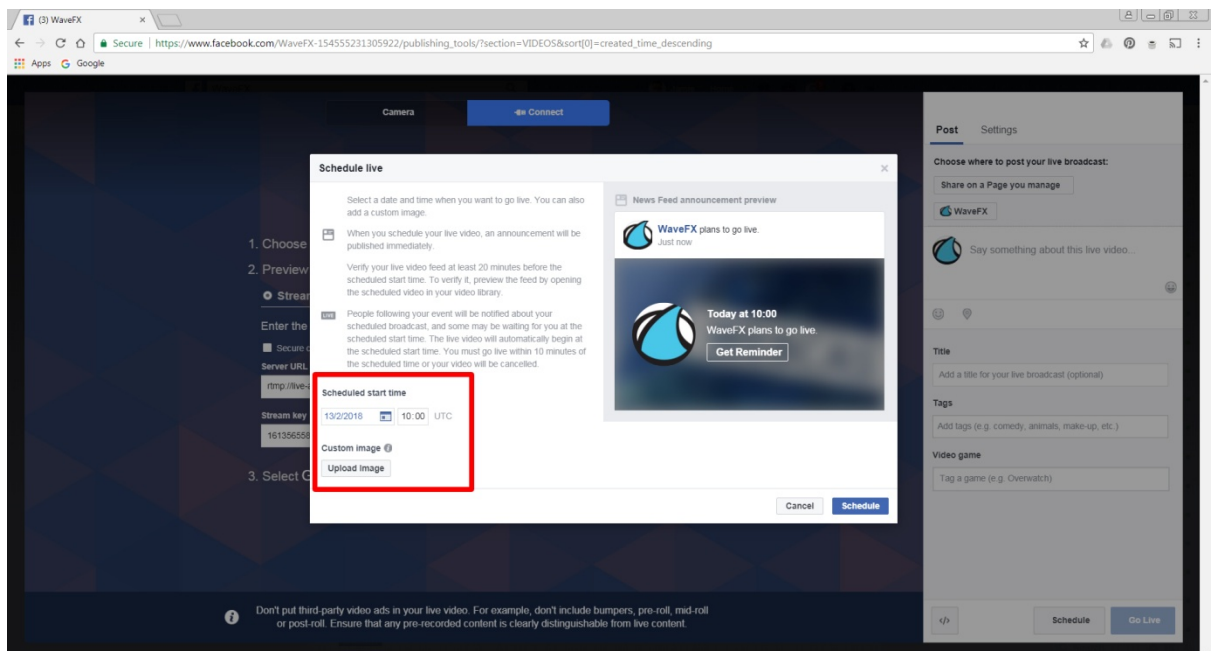 (3) WaveFX
Secure | https://www.facebook.com/WaveFX-154555231305922/publishing_tools/?section=VIDEOS&sort[0]=created_time_descending
Apps Google
Camera
Connect
Schedule live
Select a date and time when you want to go live. You can also
add a custom image.
When you schedule your live video, an announcement will be
published immediately.
Verify your live video feed at least 20 minutes before the
scheduled start time. To verify it, preview the feed by opening
the scheduled video in your video library.
LIVE
People following your event will be notified about your
scheduled broadcast, and some may be waiting for you at the
scheduled start time. The live video will automatically begin at
the scheduled start time. You must go live within 10 minutes of
the scheduled time or your video will be cancelled.
Scheduled start time
13/2/2018 10:00 UTC
Custom image
Upload Image
News Feed announcement preview
WaveFX plans to go live.
Just now
Today at 10:00
WaveFX plans to go live.
Get Reminder
Cancel Schedule
1. Choose
2. Preview
Enter the
Secure
Server URL
Stream key
161356558
3. Select G
Don't put third-party video ads in your live video. For example, don't include bumpers, pre-roll, mid-roll
or post-roll. Ensure that any pre-recorded content is clearly distinguishable from live content.
Post Settings
Choose where to post your live broadcast:
Share on a Page you manage
WaveFX
Say something about this live video...
Title
Add a title for your live broadcast (optional)
Tags
Add tags (e.g. comedy, animals, make-up, etc.)
Video game
Tag a game (e.g. Overwatch)
</> Schedule Go Live